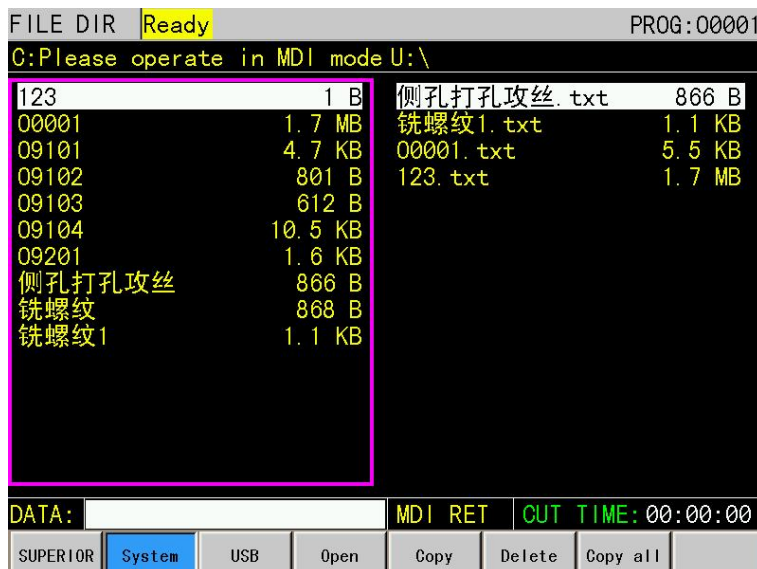 FILE DIR Ready PROG:O0001
C:Please operate in MDI mode U:\
123 1 B
O0001 1.7 MB
O9101 4.7 KB
O9102 801 B
O9103 612 B
O9104 10.5 KB
O9201 1.6 KB
侧孔打孔攻丝 866 B
铣螺纹 868 B
铣螺纹1 1.1 KB
侧孔打孔攻丝.txt 866 B
铣螺纹1.txt 1.1 KB
O0001.txt 5.5 KB
123.txt 1.7 MB
DATA: MDI RET CUT TIME:00:00:00
SUPERIOR System USB Open Copy Delete Copy all